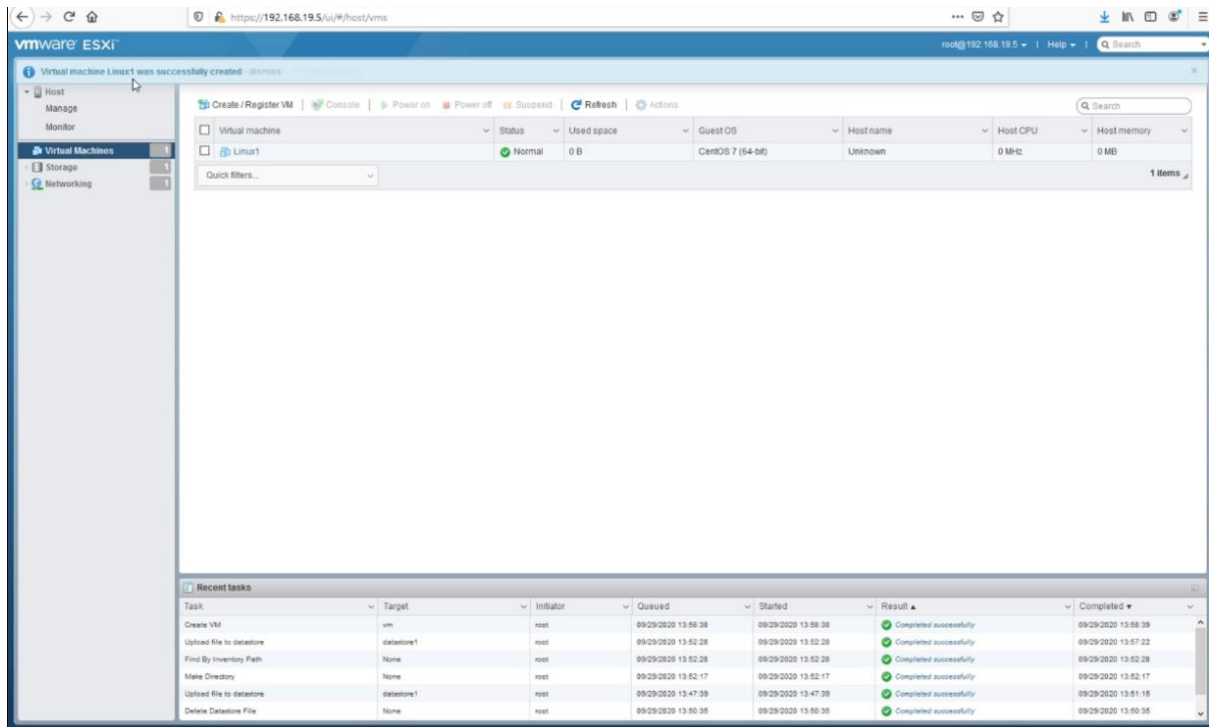 https://192.168.19.5/ui/#/host/vms
vmware ESXi
root@192.168.19.5 | Help | Search
Virtual machine Linux1 was successfully created - dismiss
Host
Manage
Monitor
Virtual Machines 1
Storage 1
Networking 1
Create / Register VM | Console | Power on Power off Suspend | Refresh | Actions
Search
Virtual machine Status Used space Guest OS Host name Host CPU Host memory
Linux1 Normal 0 B CentOS 7 (64-bit) Unknown 0 MHz 0 MB
Quick filters...
1 items
Recent tasks
Task Target Initiator Queued Started Result Completed
Create VM vm root 09/29/2020 13:58:38 09/29/2020 13:58:38 Completed successfully 09/29/2020 13:58:39
Upload file to datastore datastore1 root 09/29/2020 13:52:28 09/29/2020 13:52:28 Completed successfully 09/29/2020 13:57:22
Find By Inventory Path None root 09/29/2020 13:52:28 09/29/2020 13:52:28 Completed successfully 09/29/2020 13:52:28
Make Directory None root 09/29/2020 13:52:17 09/29/2020 13:52:17 Completed successfully 09/29/2020 13:52:17
Upload file to datastore datastore1 root 09/29/2020 13:47:39 09/29/2020 13:47:39 Completed successfully 09/29/2020 13:51:15
Delete Datastore File None root 09/29/2020 13:50:35 09/29/2020 13:50:35 Completed successfully 09/29/2020 13:50:35